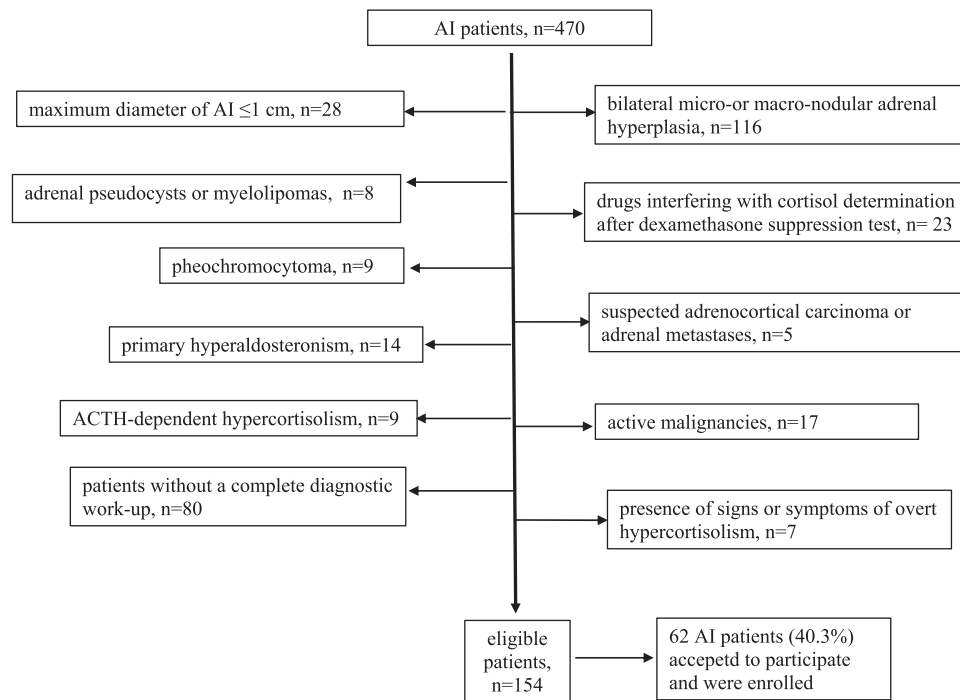 AI patients, n=470
maximum diameter of AI ≤1 cm, n=28
bilateral micro-or macro-nodular adrenal
hyperplasia, n=116
adrenal pseudocysts or myelolipomas, n=8
drugs interfering with cortisol determination
after dexamethasone suppression test, n= 23
pheochromocytoma, n=9
suspected adrenocortical carcinoma or
adrenal metastases, n=5
primary hyperaldosteronism, n=14
ACTH-dependent hypercortisolism, n=9
active malignancies, n=17
patients without a complete diagnostic
work-up, n=80
presence of signs or symptoms of overt
hypercortisolism, n=7
eligible
patients,
n=154
62 AI patients (40.3%)
accepetd to participate
and were enrolled